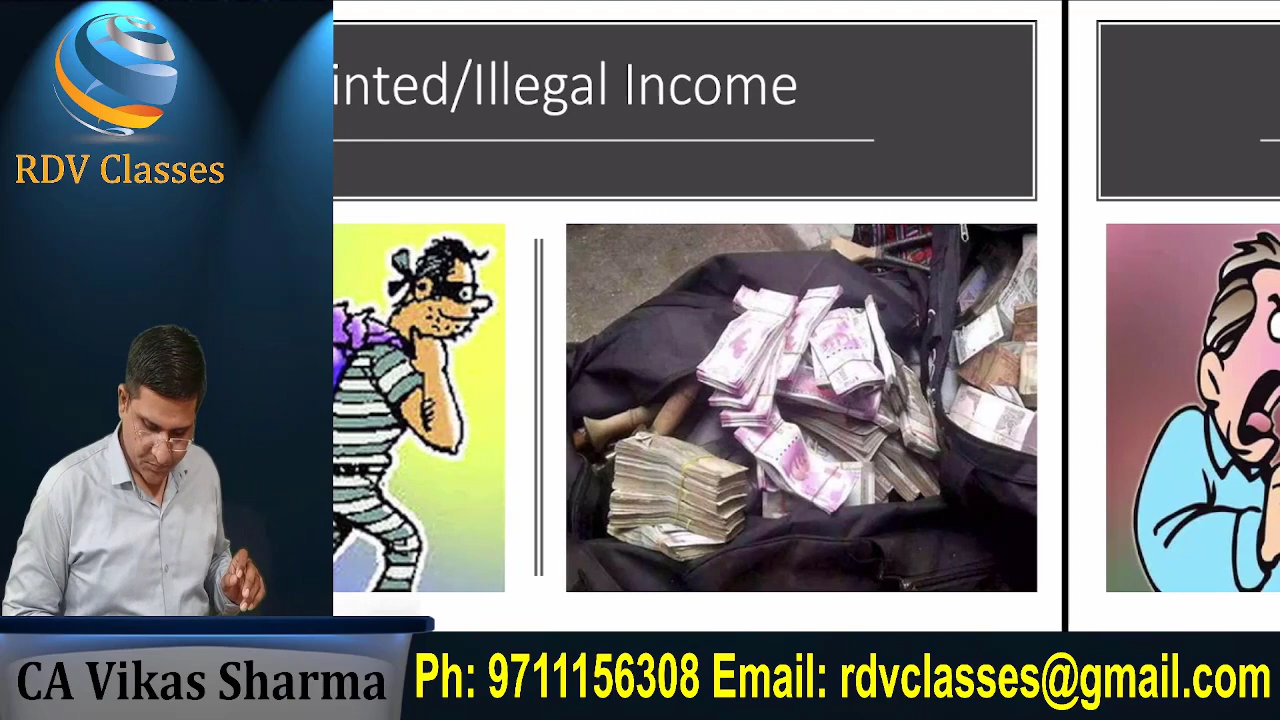 RDV Classes
inted/Illegal Income
CA Vikas Sharma
Ph: 9711156308 Email: rdvclasses@gmail.com